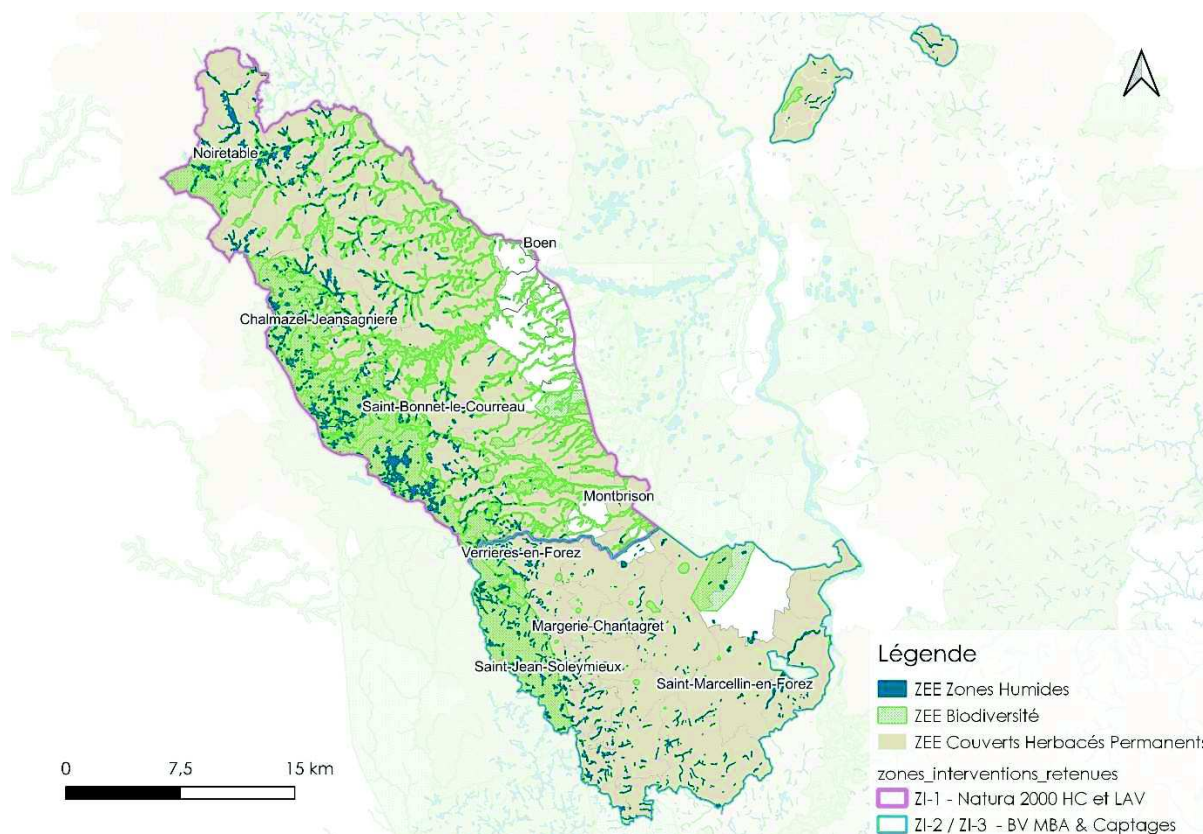 Noiretable
Boen
Chalmazel-Jeansagniere
Saint-Bonnet-le-Courreau
Montbrison
Verrieres-en-Forez
Margerie-Chantagret
Saint-Jean-Soleymieux
Saint-Marcellin-en-Forez
Légende
ZEE Zones Humides
ZEE Biodiversité
ZEE Couverts Herbacés Permanents
zones_interventions_retenues
ZI-1 - Natura 2000 HC et LAV
ZI-2 / ZI-3 - BV MBA & Captages
0 7,5 15 km